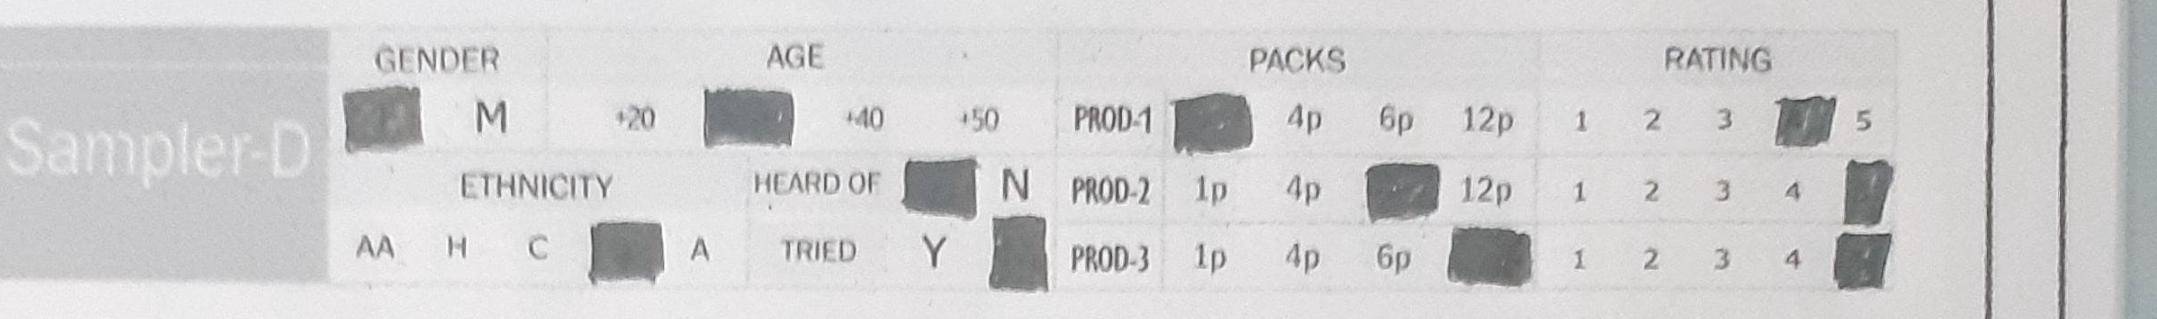 Sampler-D
GENDER AGE PACKS RATING
M +20 +40 +50 PROD-1 4p 6p 12p 1 2 3 5
ETHNICITY HEARD OF N PROD-2 1p 4p 12p 1 2 3 4
AA H C A TRIED Y PROD-3 1p 4p 6p 1 2 3 4